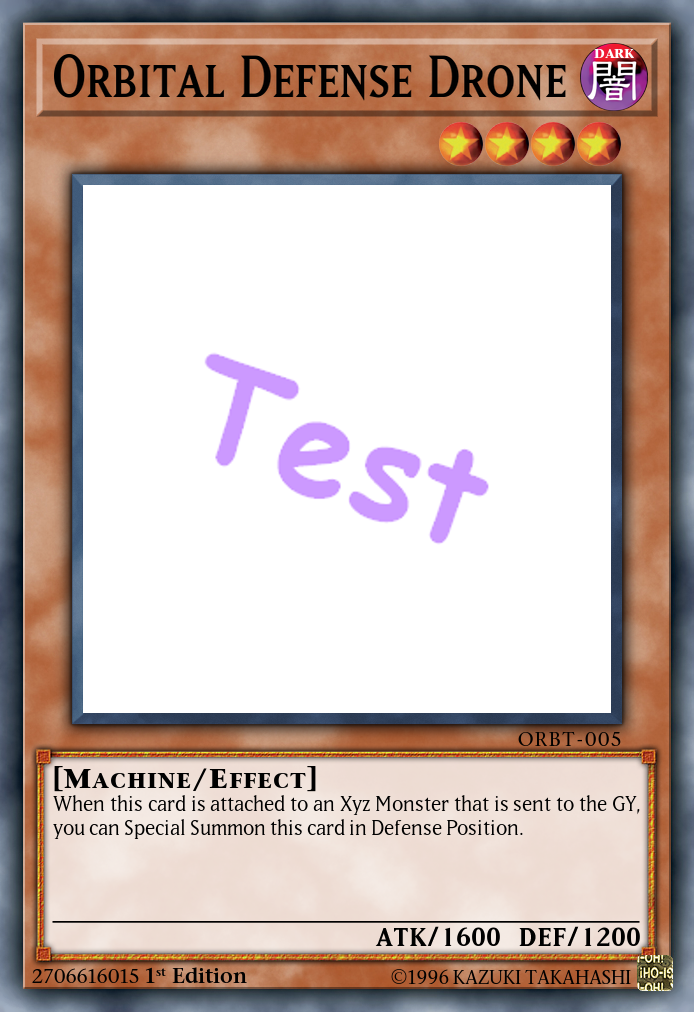 Orbital Defense Drone
DARK
闇
Test
ORBT-005
[Machine/Effect]
When this card is attached to an Xyz Monster that is sent to the GY,
you can Special Summon this card in Defense Position.
ATK/1600 DEF/1200
2706616015 1st Edition
©1996 KAZUKI TAKAHASHI